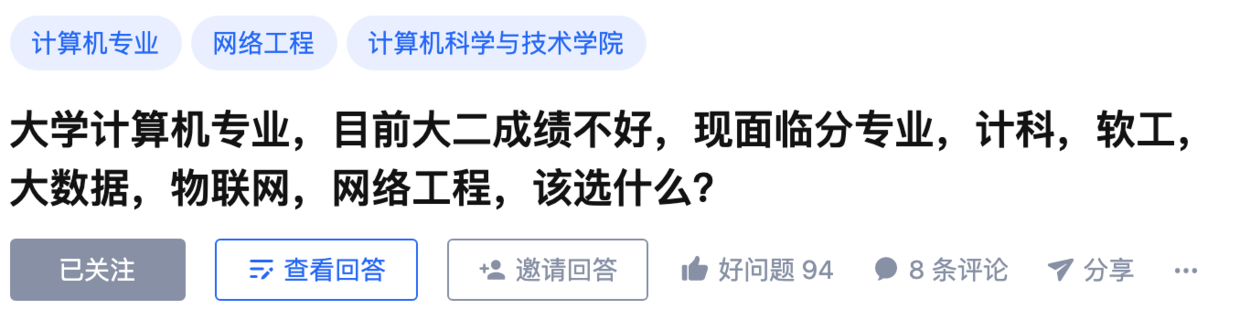 计算机专业 网络工程 计算机科学与技术学院
大学计算机专业，目前大二成绩不好，现面临分专业，计科，软工，
大数据，物联网，网络工程，该选什么？
已关注 查看回答 邀请回答 好问题 94 8 条评论 分享 ...